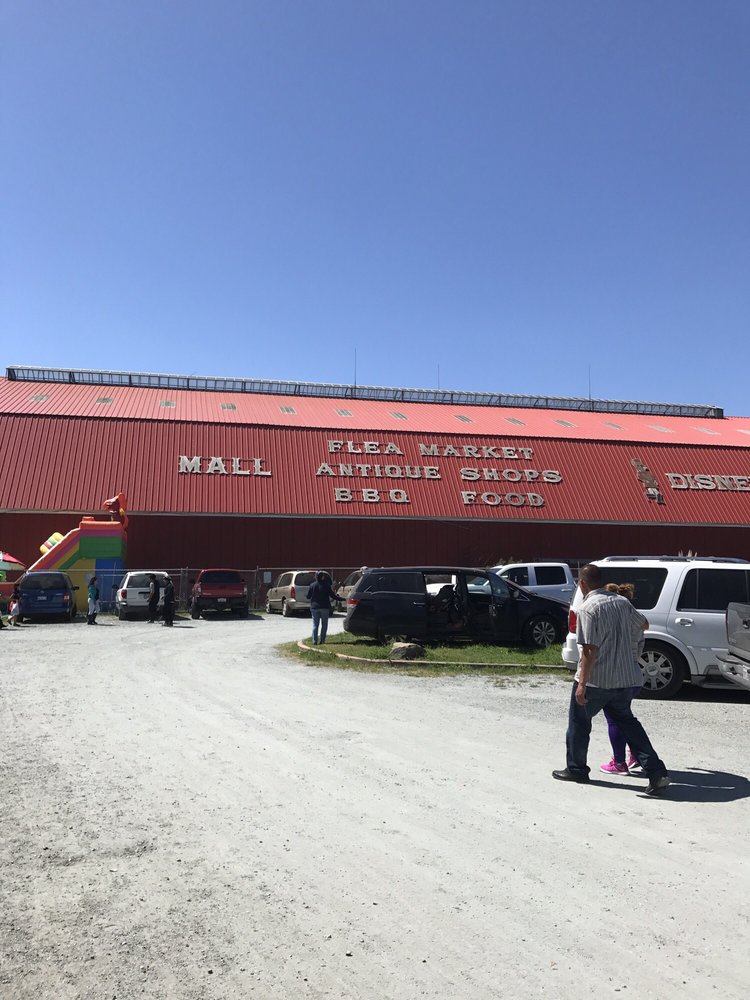 MALL
FLEA MARKET
ANTIQUE SHOPS
BBQ FOOD
DISNE